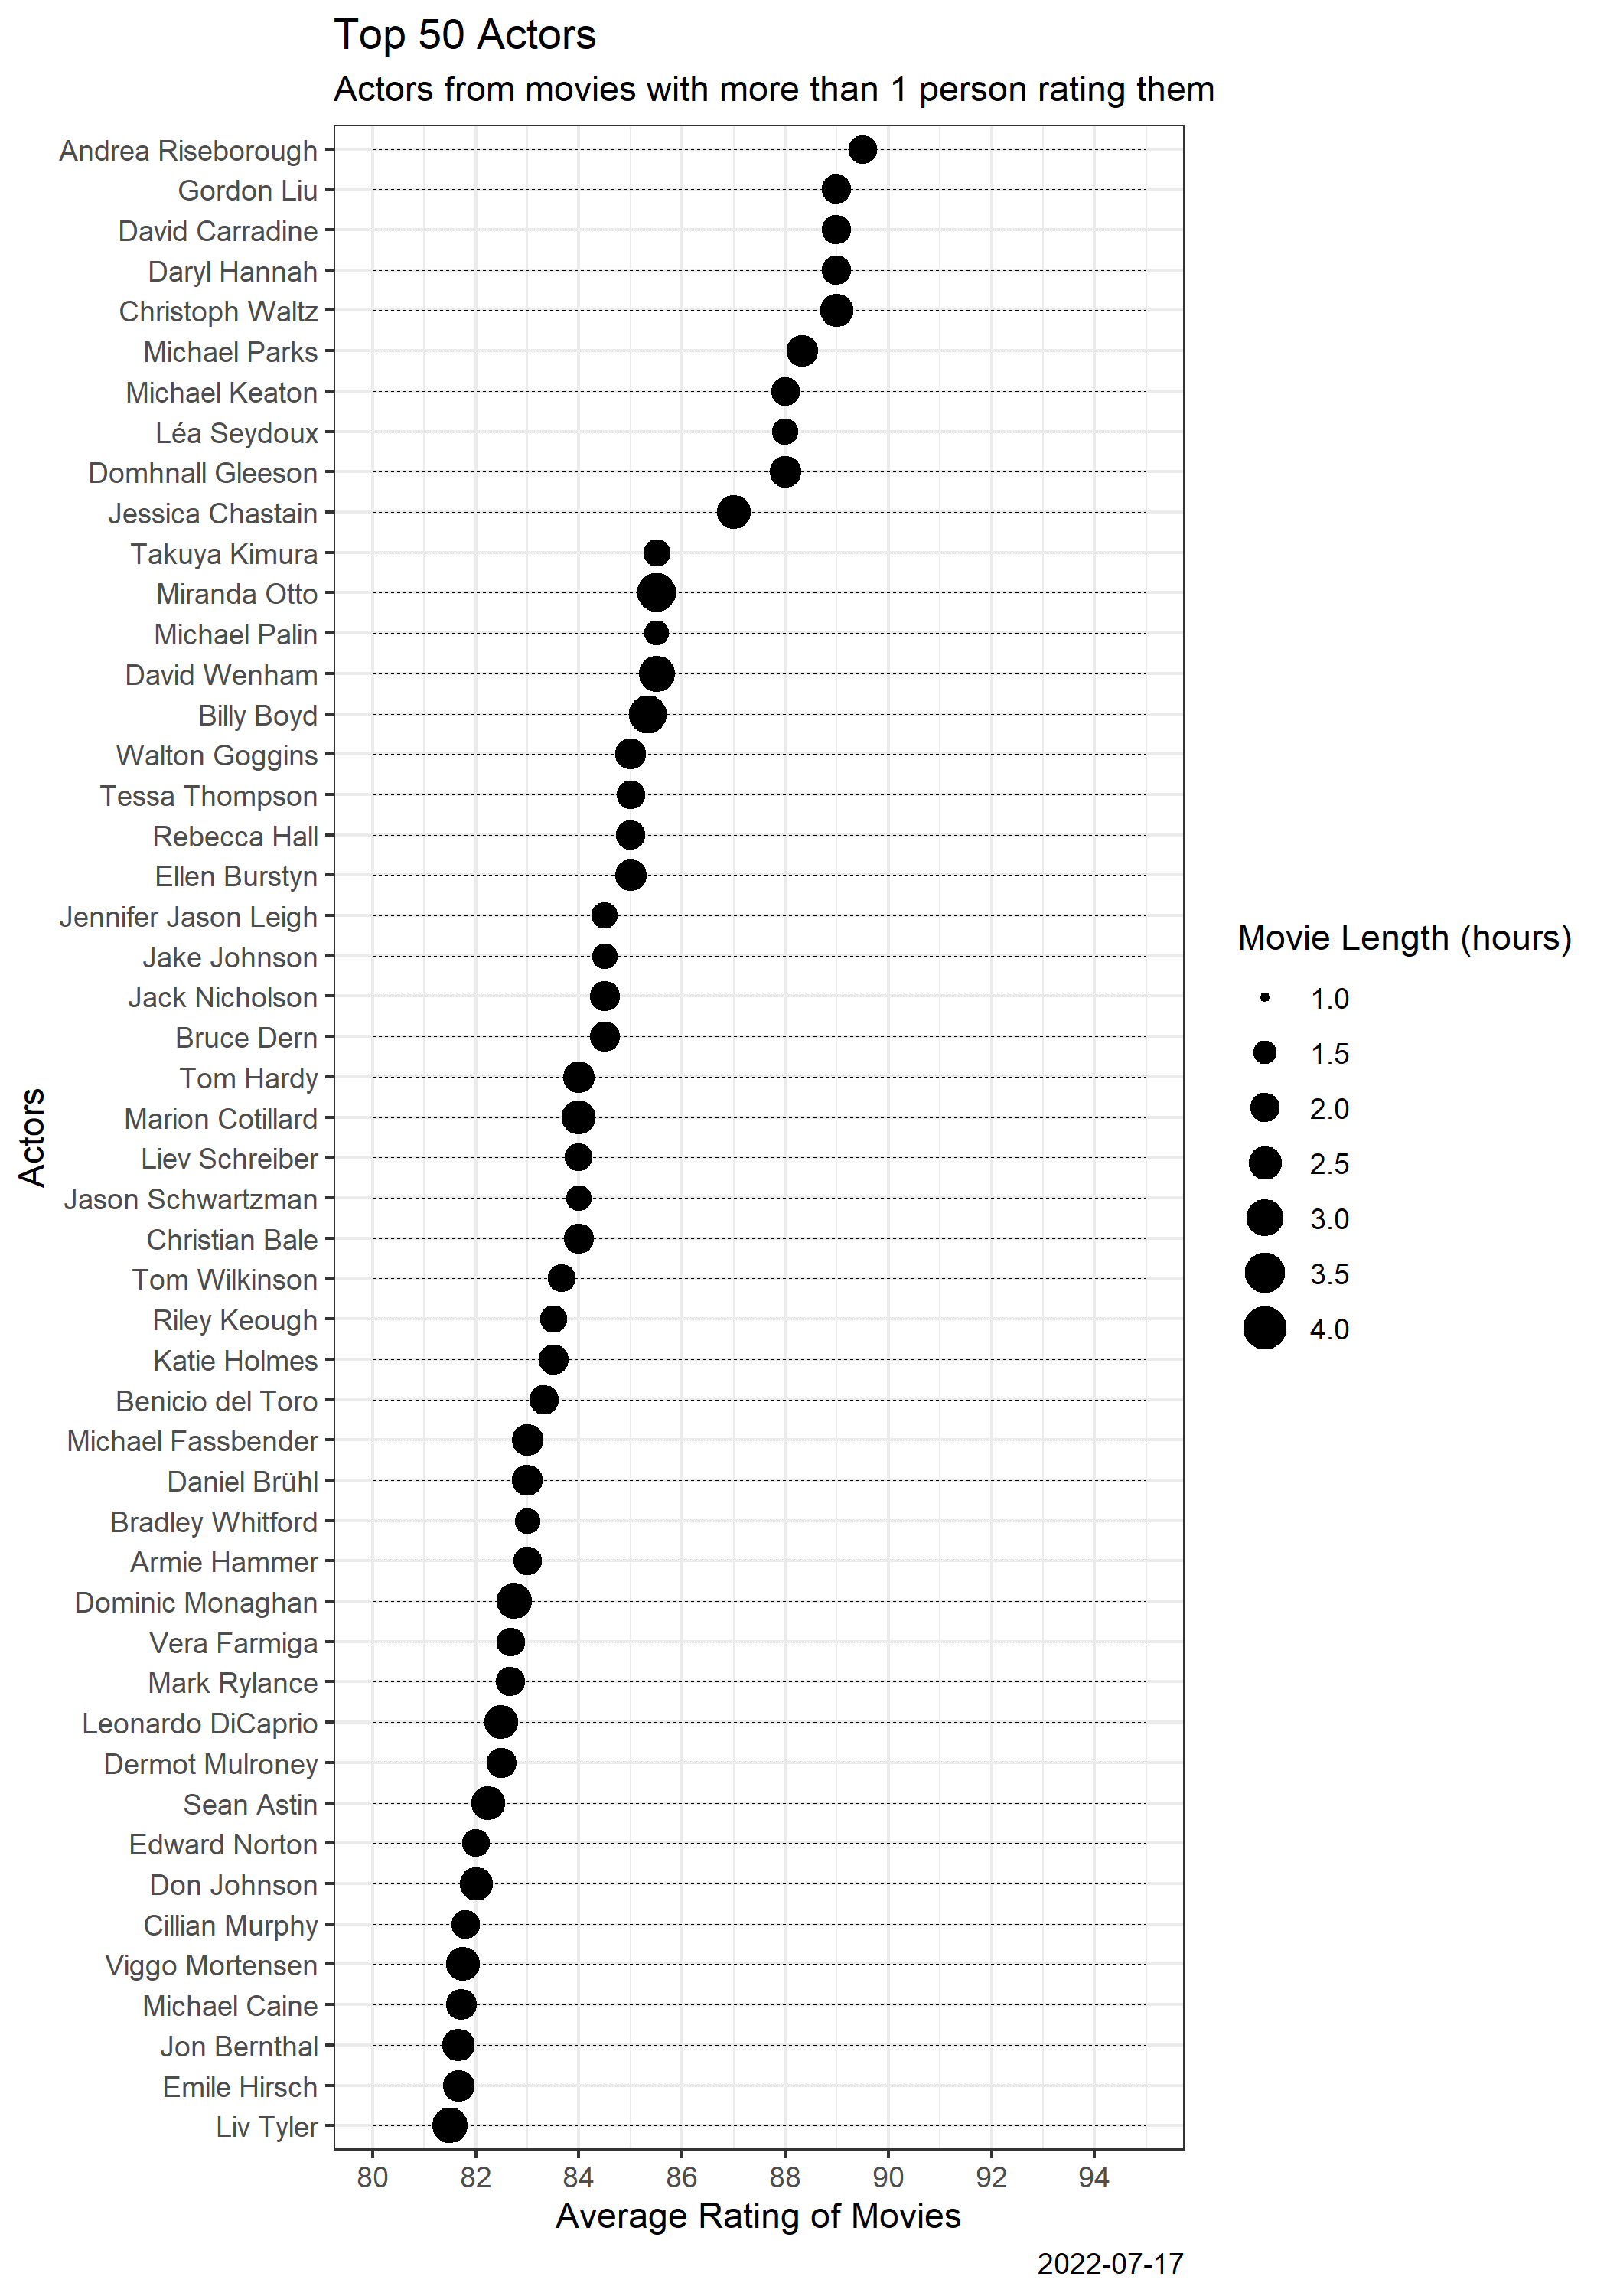 Top 50 Actors
Actors from movies with more than 1 person rating them
Andrea Riseborough
Gordon Liu
David Carradine
Daryl Hannah
Christoph Waltz
Michael Parks
Michael Keaton
Léa Seydoux
Domhnall Gleeson
Jessica Chastain
Takuya Kimura
Miranda Otto
Michael Palin
David Wenham
Billy Boyd
Walton Goggins
Tessa Thompson
Rebecca Hall
Ellen Burstyn
Jennifer Jason Leigh
Jake Johnson
Jack Nicholson
Bruce Dern
Tom Hardy
Marion Cotillard
Liev Schreiber
Jason Schwartzman
Christian Bale
Tom Wilkinson
Riley Keough
Katie Holmes
Benicio del Toro
Michael Fassbender
Daniel Brühl
Bradley Whitford
Armie Hammer
Dominic Monaghan
Vera Farmiga
Mark Rylance
Leonardo DiCaprio
Dermot Mulroney
Sean Astin
Edward Norton
Don Johnson
Cillian Murphy
Viggo Mortensen
Michael Caine
Jon Bernthal
Emile Hirsch
Liv Tyler
Actors
80 82 84 86 88 90 92 94
Average Rating of Movies
Movie Length (hours)
1.0
1.5
2.0
2.5
3.0
3.5
4.0
2022-07-17